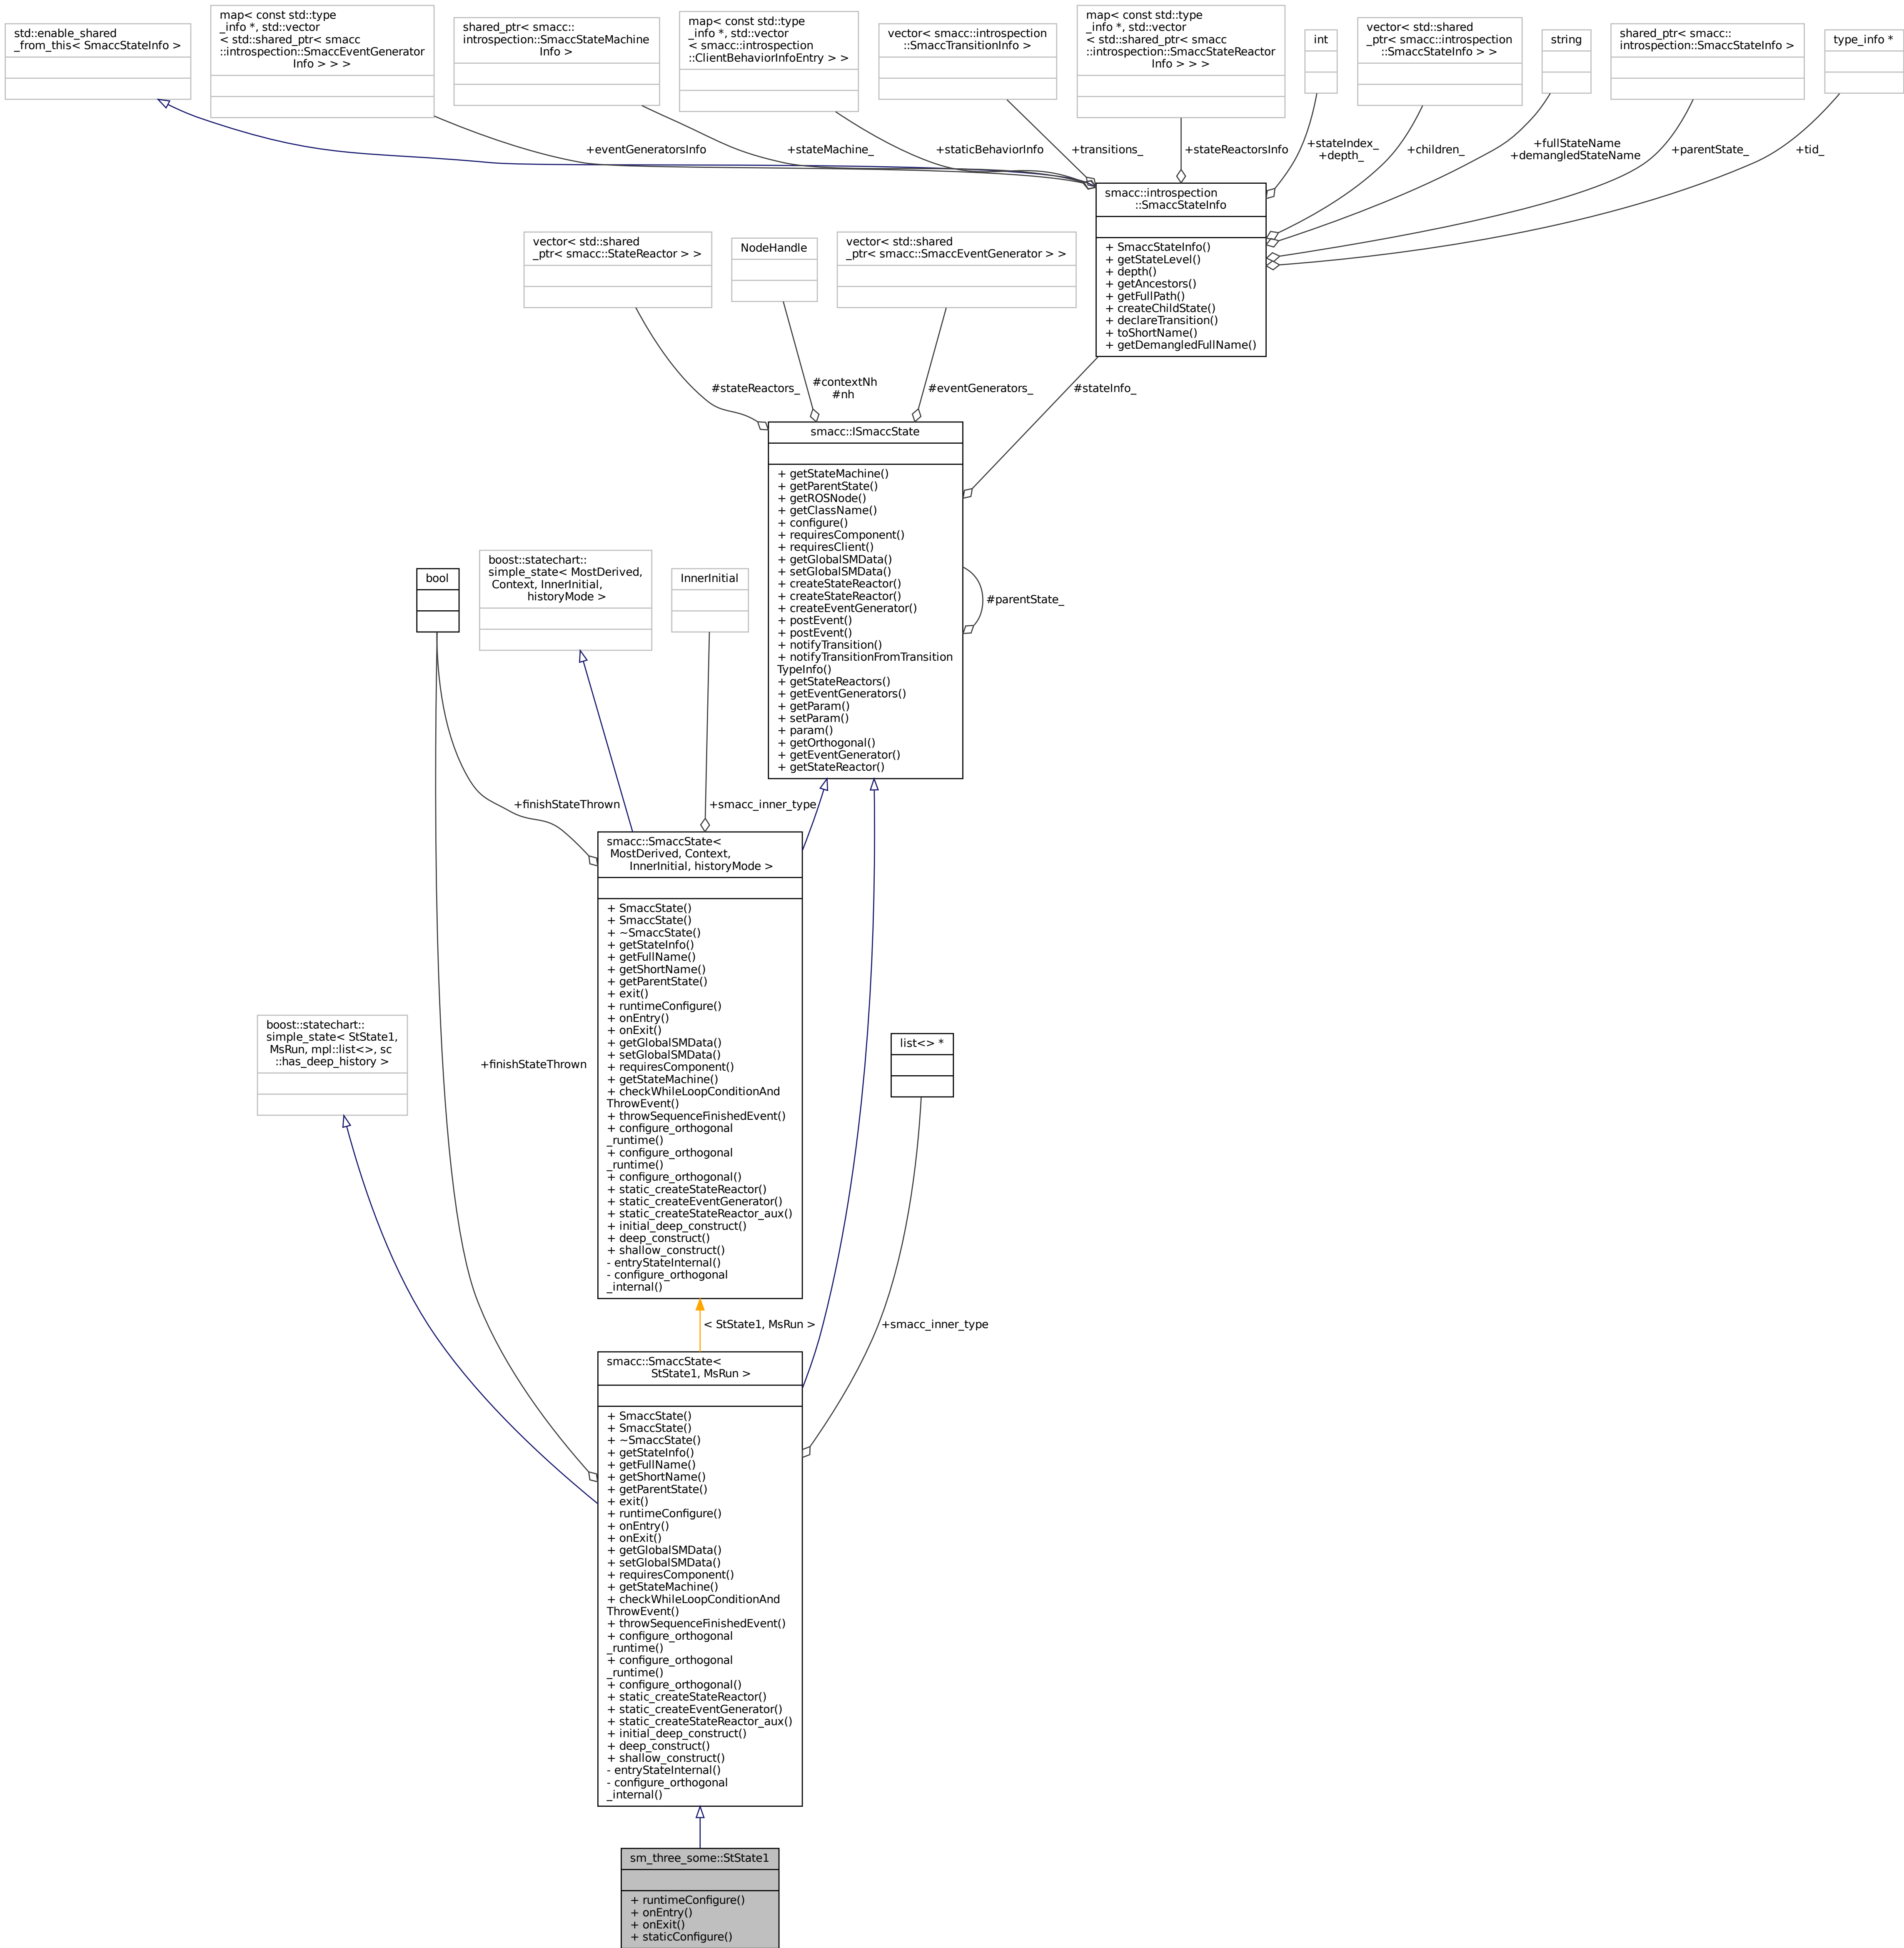 std::enable_shared
_from_this< SmaccStateInfo >
map< const std::type
_info *, std::vector
< std::shared_ptr< smacc
::introspection::SmaccEventGenerator
Info > > >
shared_ptr< smacc::
introspection::SmaccStateMachine
Info >
map< const std::type
_info *, std::vector
< smacc::introspection
::ClientBehaviorInfoEntry > >
vector< smacc::introspection
::SmaccTransitionInfo >
map< const std::type
_info *, std::vector
< std::shared_ptr< smacc
::introspection::SmaccStateReactor
Info > > >
int
vector< std::shared
_ptr< smacc::introspection
::SmaccStateInfo > >
string
shared_ptr< smacc::
introspection::SmaccStateInfo >
type_info *
+eventGeneratorsInfo
+stateMachine_
+staticBehaviorInfo
+transitions_
+stateReactorsInfo
+stateIndex_
+depth_
+children_
+fullStateName
+demangledStateName
+parentState_
+tid_
smacc::introspection
::SmaccStateInfo
+ SmaccStateInfo()
+ getStateLevel()
+ depth()
+ getAncestors()
+ getFullPath()
+ createChildState()
+ declareTransition()
+ toShortName()
+ getDemangledFullName()
vector< std::shared
_ptr< smacc::StateReactor > >
NodeHandle
vector< std::shared
_ptr< smacc::SmaccEventGenerator > >
#stateReactors_
#contextNh
#nh
#eventGenerators_
#stateInfo_
smacc::ISmaccState
+ getStateMachine()
+ getParentState()
+ getROSNode()
+ getClassName()
+ configure()
+ requiresComponent()
+ requiresClient()
+ getGlobalSMData()
+ setGlobalSMData()
+ createStateReactor()
+ createStateReactor()
+ createEventGenerator()
+ postEvent()
+ postEvent()
+ notifyTransition()
+ notifyTransitionFromTransition
TypeInfo()
+ getStateReactors()
+ getEventGenerators()
+ getParam()
+ setParam()
+ param()
+ getOrthogonal()
+ getEventGenerator()
+ getStateReactor()
#parentState_
bool
boost::statechart::
simple_state< MostDerived,
Context, InnerInitial,
historyMode >
InnerInitial
+finishStateThrown
+smacc_inner_type
smacc::SmaccState<
MostDerived, Context,
InnerInitial, historyMode >
+ SmaccState()
+ SmaccState()
+ ~SmaccState()
+ getStateInfo()
+ getFullName()
+ getShortName()
+ getParentState()
+ exit()
+ runtimeConfigure()
+ onEntry()
+ onExit()
+ getGlobalSMData()
+ setGlobalSMData()
+ requiresComponent()
+ getStateMachine()
+ checkWhileLoopConditionAnd
ThrowEvent()
+ throwSequenceFinishedEvent()
+ configure_orthogonal
_runtime()
+ configure_orthogonal
_runtime()
+ configure_orthogonal()
+ static_createStateReactor()
+ static_createEventGenerator()
+ static_createStateReactor_aux()
+ initial_deep_construct()
+ deep_construct()
+ shallow_construct()
- entryStateInternal()
- configure_orthogonal
_internal()
boost::statechart::
simple_state< StState1,
MsRun, mpl::list<>, sc
::has_deep_history >
+finishStateThrown
list<> *
< StState1, MsRun >
+smacc_inner_type
smacc::SmaccState<
StState1, MsRun >
+ SmaccState()
+ SmaccState()
+ ~SmaccState()
+ getStateInfo()
+ getFullName()
+ getShortName()
+ getParentState()
+ exit()
+ runtimeConfigure()
+ onEntry()
+ onExit()
+ getGlobalSMData()
+ setGlobalSMData()
+ requiresComponent()
+ getStateMachine()
+ checkWhileLoopConditionAnd
ThrowEvent()
+ throwSequenceFinishedEvent()
+ configure_orthogonal
_runtime()
+ configure_orthogonal
_runtime()
+ configure_orthogonal()
+ static_createStateReactor()
+ static_createEventGenerator()
+ static_createStateReactor_aux()
+ initial_deep_construct()
+ deep_construct()
+ shallow_construct()
- entryStateInternal()
- configure_orthogonal
_internal()
sm_three_some::StState1
+ runtimeConfigure()
+ onEntry()
+ onExit()
+ staticConfigure()